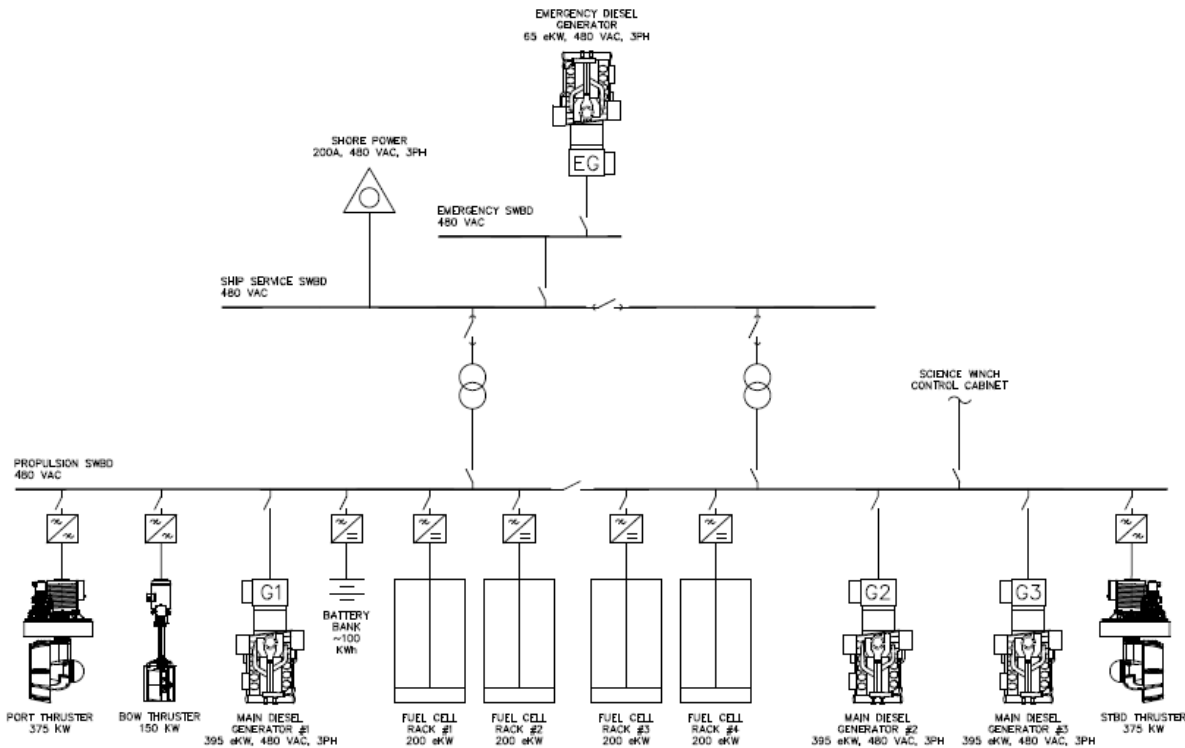 EMERGENCY DIESEL
GENERATOR
65 eKW, 480 VAC, 3PH
EG
SHORE POWER
200A, 480 VAC, 3PH
EMERGENCY SWBD
480 VAC
SHIP SERVICE SWBD
480 VAC
SCIENCE WINCH
CONTROL CABINET
PROPULSION SWBD
480 VAC
G1
G2
G3
BATTERY
BANK
~100
KWh
PORT THRUSTER
375 KW
BOW THRUSTER
150 KW
MAIN DIESEL
GENERATOR #1
395 eKW, 480 VAC, 3PH
FUEL CELL
RACK #1
200 eKW
FUEL CELL
RACK #2
200 eKW
FUEL CELL
RACK #3
200 eKW
FUEL CELL
RACK #4
200 eKW
MAIN DIESEL
GENERATOR #2
395 eKW, 480 VAC, 3PH
MAIN DIESEL
GENERATOR #3
395 eKW, 480 VAC, 3PH
STBD THRUSTER
375 KW